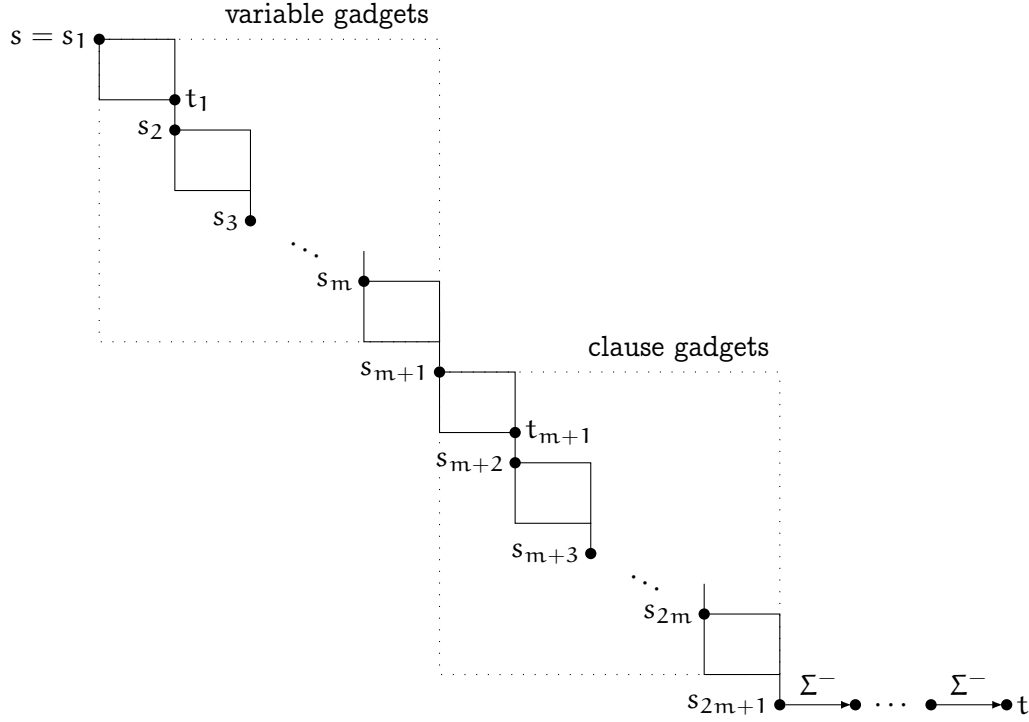 variable gadgets
s = s₁
t₁
s₂
s₃
⋱
sₘ
clause gadgets
sₘ₊₁
tₘ₊₁
sₘ₊₂
sₘ₊₃
⋱
s₂ₘ
s₂ₘ₊₁ Σ⁻ ⋯ Σ⁻ t